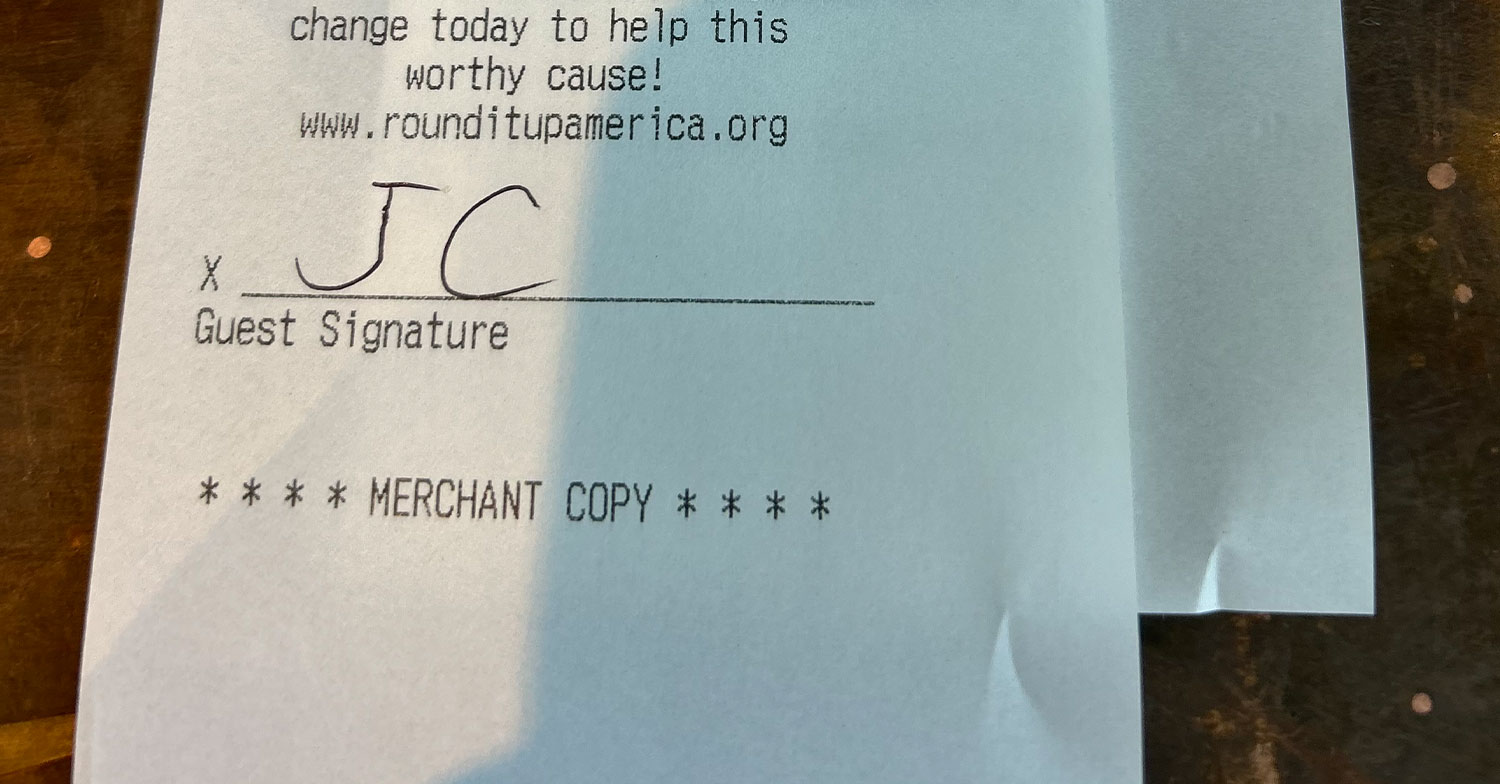 change today to help this
worthy cause!
www.rounditupamerica.org
X JC
Guest Signature
* * * * MERCHANT COPY * * * *